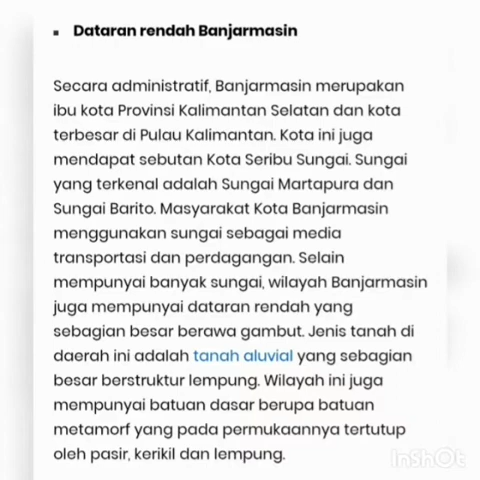 ▪ Dataran rendah Banjarmasin
Secara administratif, Banjarmasin merupakan
ibu kota Provinsi Kalimantan Selatan dan kota
terbesar di Pulau Kalimantan. Kota ini juga
mendapat sebutan Kota Seribu Sungai. Sungai
yang terkenal adalah Sungai Martapura dan
Sungai Barito. Masyarakat Kota Banjarmasin
menggunakan sungai sebagai media
transportasi dan perdagangan. Selain
mempunyai banyak sungai, wilayah Banjarmasin
juga mempunyai dataran rendah yang
sebagian besar berawa gambut. Jenis tanah di
daerah ini adalah tanah aluvial yang sebagian
besar berstruktur lempung. Wilayah ini juga
mempunyai batuan dasar berupa batuan
metamorf yang pada permukaannya tertutup
oleh pasir, kerikil dan lempung.
InShOt